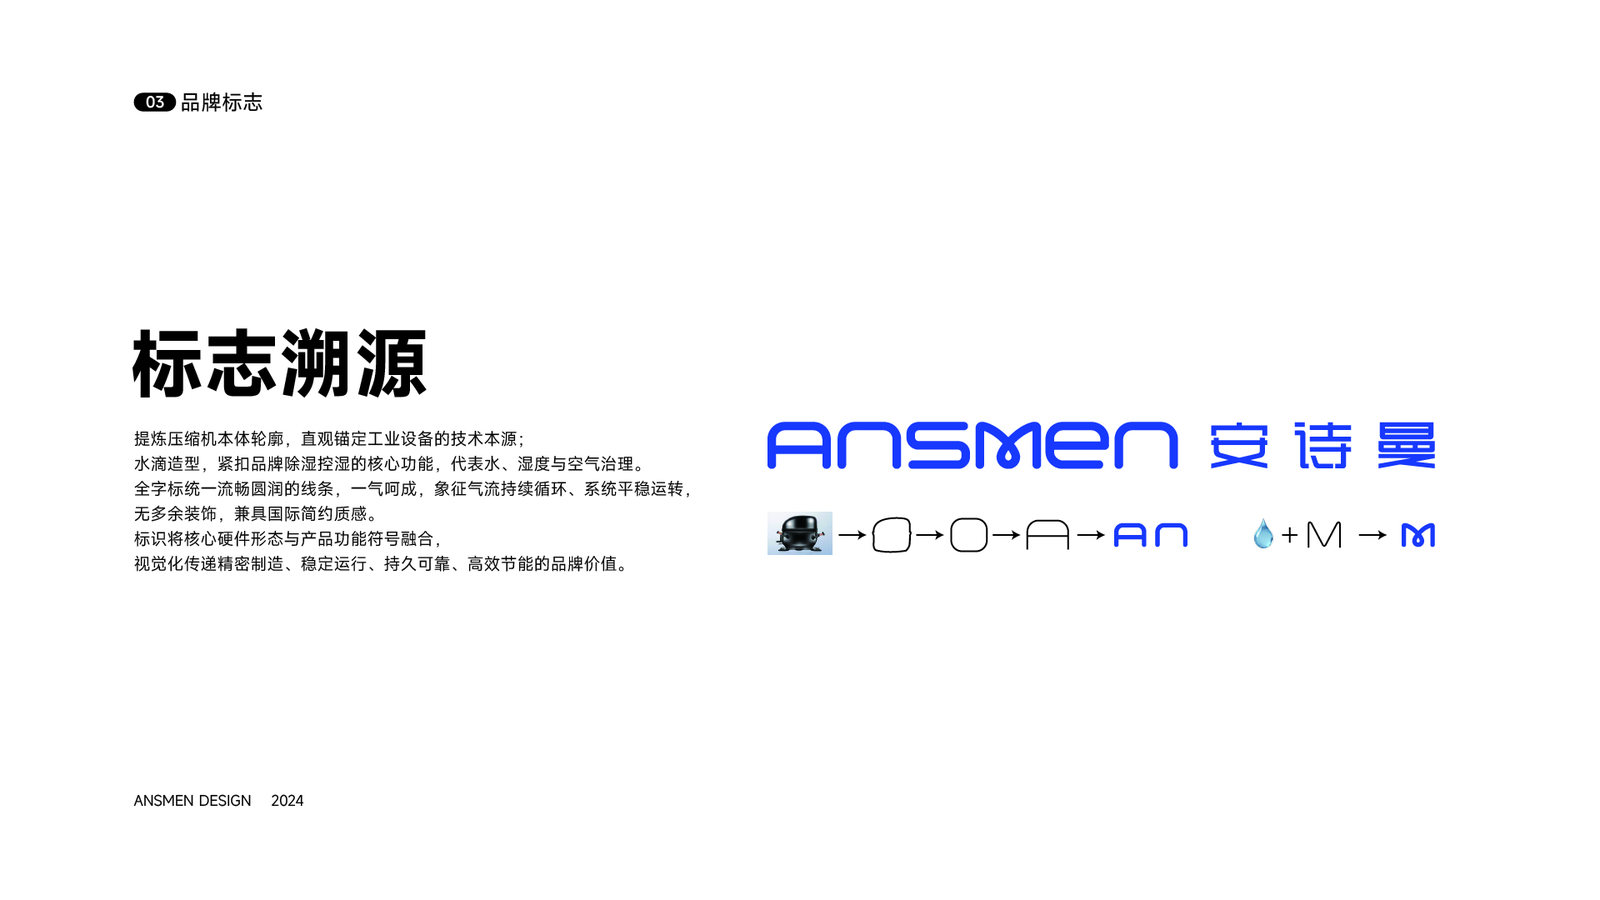 03 品牌标志
标志溯源
提炼压缩机本体轮廓，直观锚定工业设备的技术本源；
水滴造型，紧扣品牌除湿控湿的核心功能，代表水、湿度与空气治理。
全字标统一流畅圆润的线条，一气呵成，象征气流持续循环、系统平稳运转，
无多余装饰，兼具国际简约质感。
标识将核心硬件形态与产品功能符号融合，
视觉化传递精密制造、稳定运行、持久可靠、高效节能的品牌价值。
ANSMEN 安诗曼
A An + M M
ANSMEN DESIGN 2024